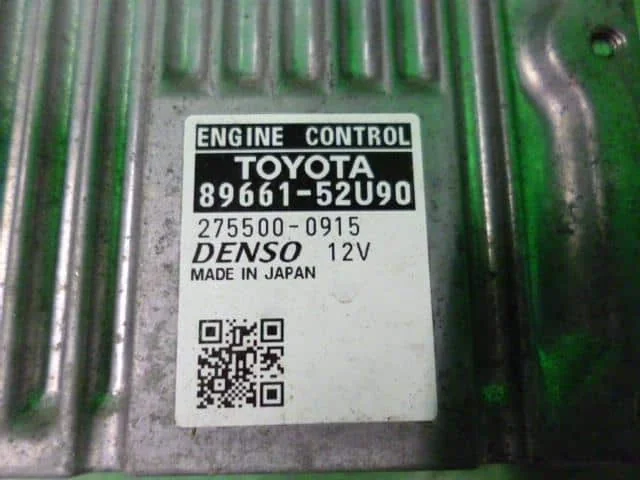 ENGINE CONTROL
TOYOTA
89661-52U90
275500-0915
DENSO 12V
MADE IN JAPAN